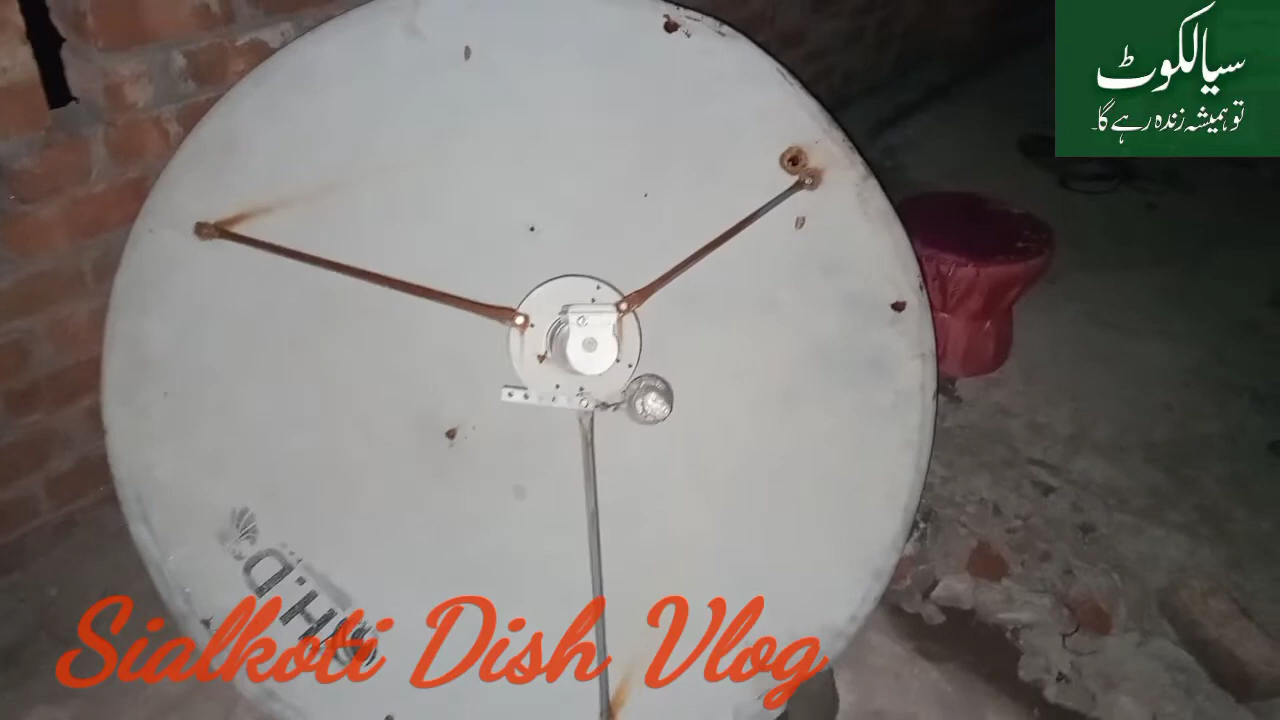 سیالکوٹ
تو ہمیشہ زندہ رہے گا
H.D
Sialkoti Dish Vlog